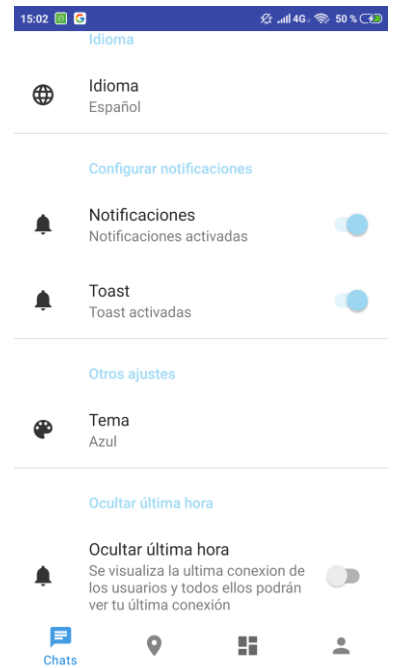 15:02 4G 50 %
Idioma
Idioma
Español
Configurar notificaciones
Notificaciones
Notificaciones activadas
Toast
Toast activadas
Otros ajustes
Tema
Azul
Ocultar última hora
Ocultar última hora
Se visualiza la ultima conexion de
los usuarios y todos ellos podrán
ver tu última conexión
Chats